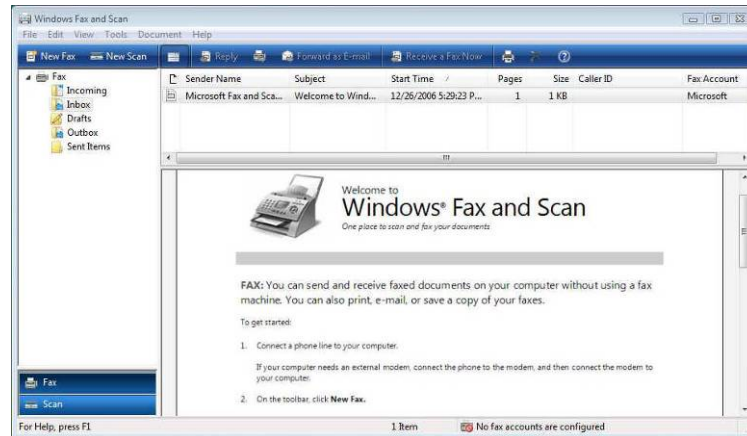 Windows Fax and Scan
File Edit View Tools Document Help
New Fax New Scan Reply Forward as E-mail Receive a Fax Now
Fax
Incoming
Inbox
Drafts
Outbox
Sent Items
Sender Name Subject Start Time Pages Size Caller ID Fax Account
Microsoft Fax and Sca... Welcome to Wind... 12/26/2006 5:29:23 P... 1 1 KB Microsoft
Welcome to
Windows® Fax and Scan
One place to scan and fax your documents
FAX: You can send and receive faxed documents on your computer without using a fax
machine. You can also print, e-mail, or save a copy of your faxes.
To get started:
1. Connect a phone line to your computer.
If your computer needs an external modem, connect the phone to the modem, and then connect the modem to
your computer.
2. On the toolbar, click New Fax.
Fax
Scan
For Help, press F1 1 Item No fax accounts are configured